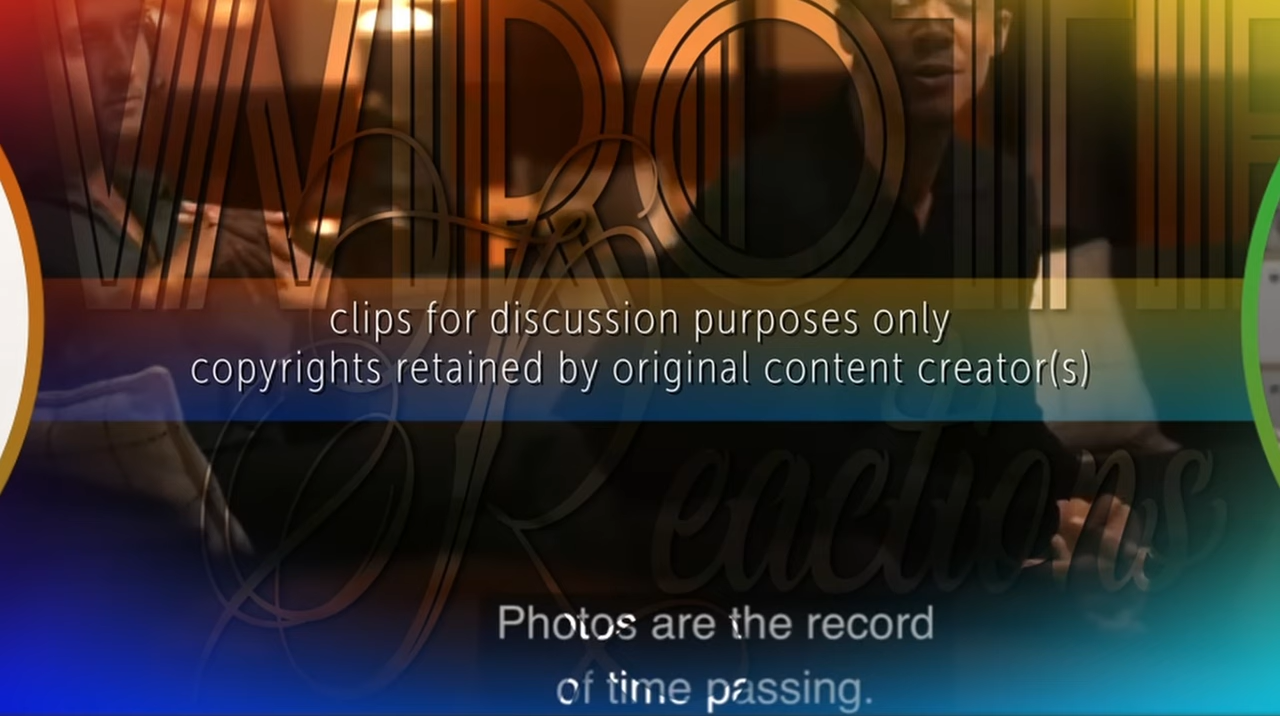 clips for discussion purposes only
copyrights retained by original content creator(s)
Reactions
Photos are the record
of time passing.